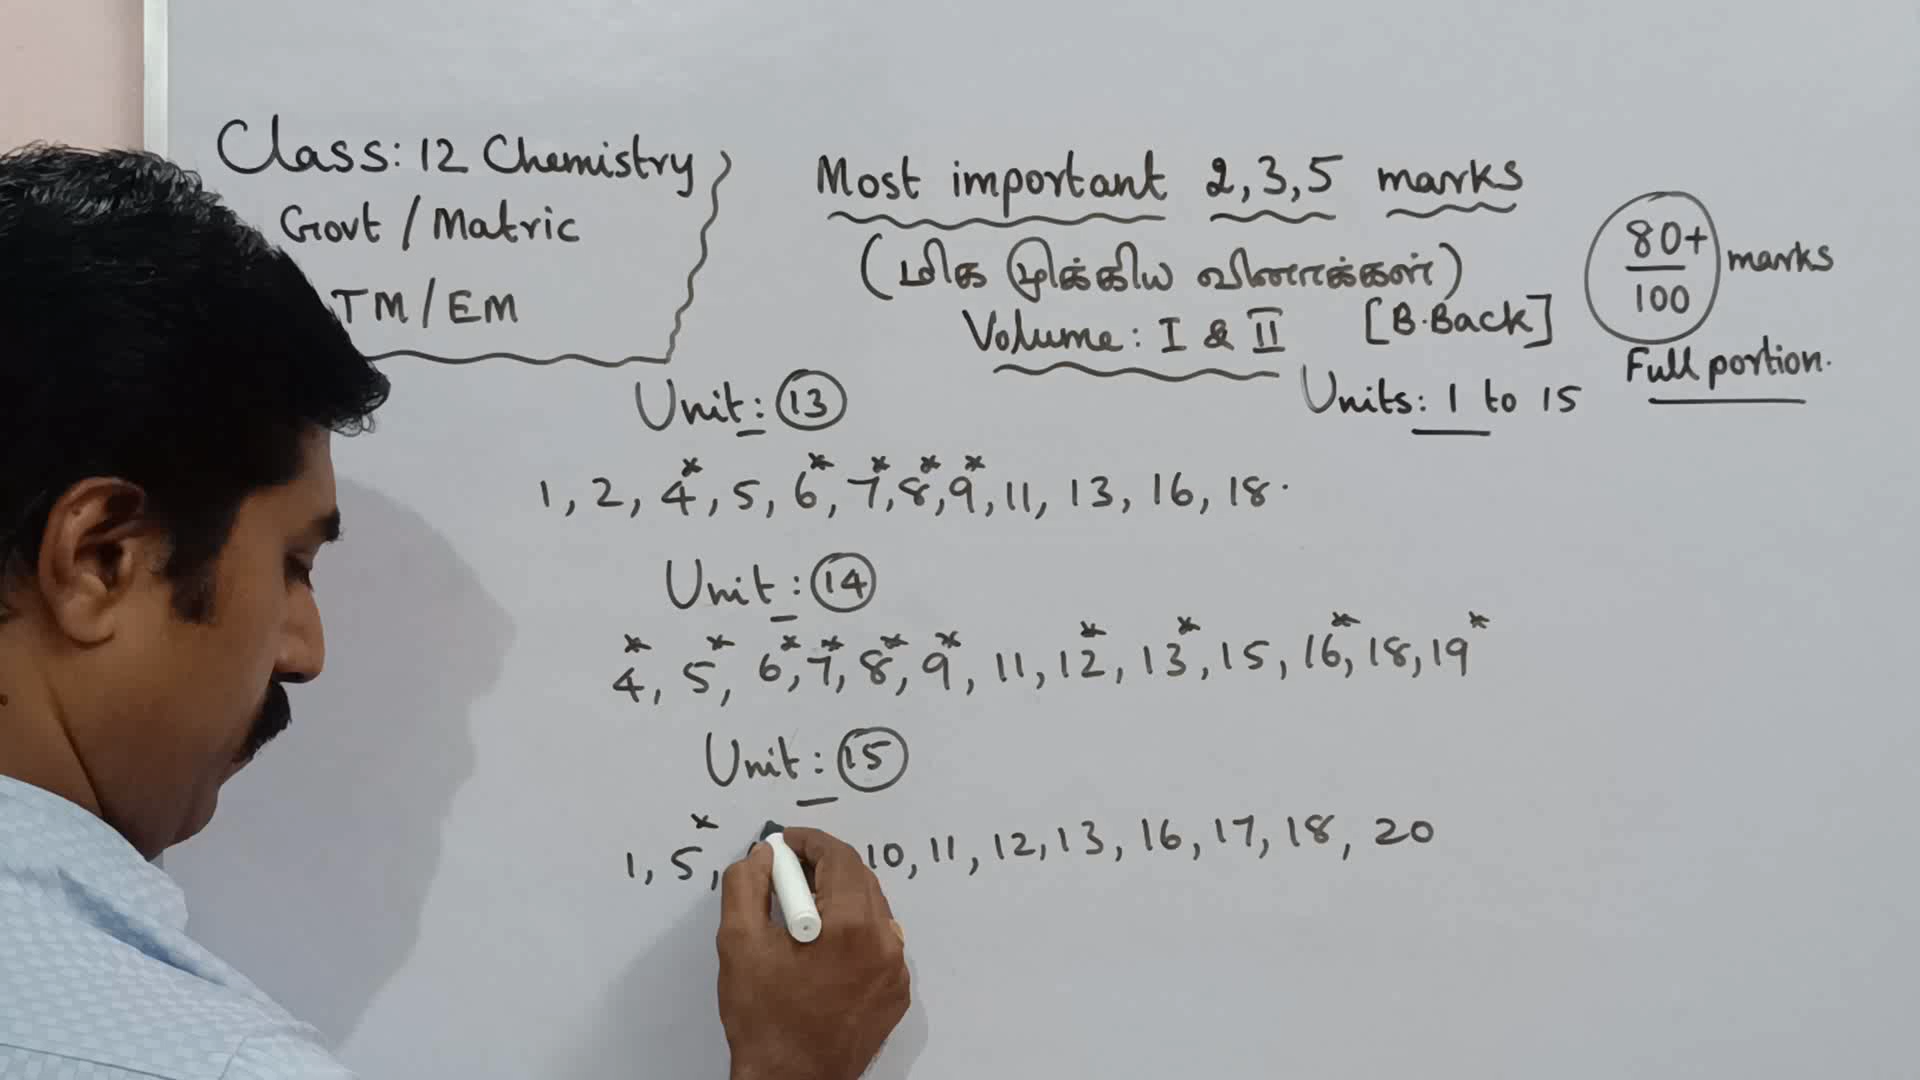 Class: 12 Chemistry
Govt / Matric
TM / EM
Most important 2, 3, 5 marks
(மிக முக்கிய வினாக்கள்)
Volume: I & II [B.Back]
Units: 1 to 15
80+
100
marks
Full portion.
Unit: 13
1, 2, 4*, 5, 6*, 7*, 8*, 9*, 11, 13, 16, 18.
Unit: 14
4*, 5*, 6*, 7*, 8*, 9*, 11, 12*, 13*, 15, 16*, 18, 19*
Unit: 15
1, 5*, 10, 11, 12, 13, 16, 17, 18, 20